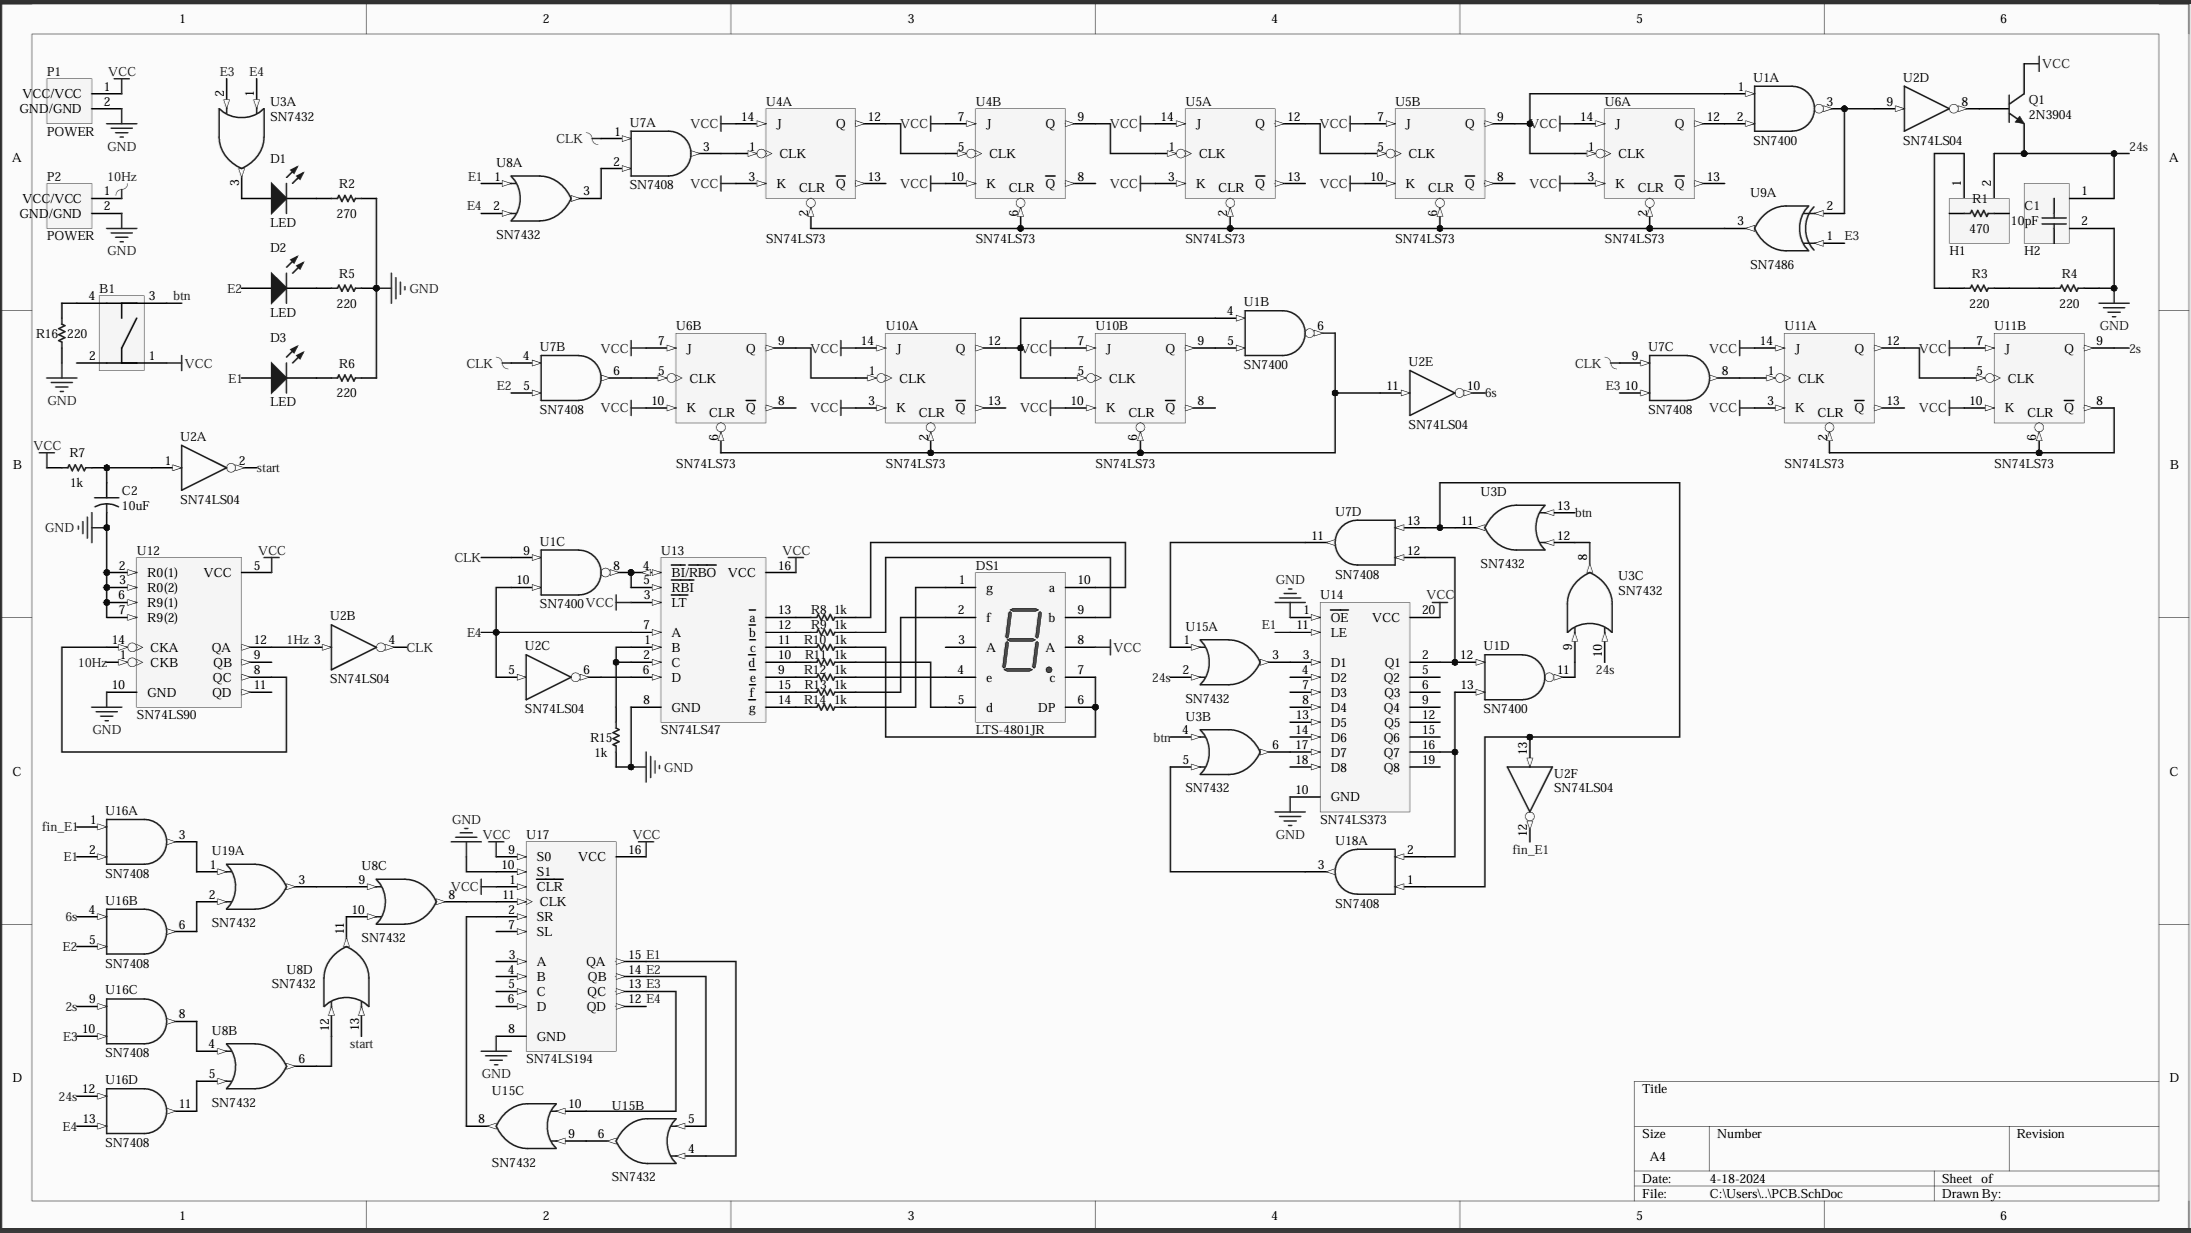 1 2 3 4 5 6
P1
VCC
VCC/VCC 1
GND/GND 2
POWER
GND
P2
10Hz
VCC/VCC 1
GND/GND 2
POWER
GND
E3 E4
2 1
U3A
SN7432
3
D1
LED
R2
270
D2
E2
LED
R5
220
GND
D3
E1
LED
R6
220
B1
4 3 btn
R16 220
2 1 VCC
GND
A
U8A
E1 1
E4 2
3
SN7432
U7A
CLK 1
2
3
SN7408
U4A
VCC 14 J Q 12
1 CLK
VCC 3 K CLR Q 13
2
SN74LS73
U4B
VCC 7 J Q 9
5 CLK
VCC 10 K CLR Q 8
6
SN74LS73
U5A
VCC 14 J Q 12
1 CLK
VCC 3 K CLR Q 13
2
SN74LS73
U5B
VCC 7 J Q 9
5 CLK
VCC 10 K CLR Q 8
6
SN74LS73
U6A
VCC 14 J Q 12
1 CLK
VCC 3 K CLR Q 13
2
SN74LS73
U1A
1
2
3
SN7400
U9A
3 2
1 E3
SN7486
U2D
9 8
SN74LS04
VCC
Q1
2N3904
24s
1 2
R1
470
H1
C1
10pF
1
2
H2
R3
220
R4
220
GND
A
U7B
CLK 4
E2 5
6
SN7408
U6B
VCC 7 J Q 9
5 CLK
VCC 10 K CLR Q 8
6
SN74LS73
U10A
VCC 14 J Q 12
1 CLK
VCC 3 K CLR Q 13
2
SN74LS73
U10B
VCC 7 J Q 9
5 CLK
VCC 10 K CLR Q 8
6
SN74LS73
U1B
4
5
6
SN7400
U2E
11 10 6s
SN74LS04
U7C
CLK 9
E3 10
8
SN7408
U11A
VCC 14 J Q 12
1 CLK
VCC 3 K CLR Q 13
2
SN74LS73
U11B
VCC 7 J Q 9 2s
5 CLK
VCC 10 K CLR Q 8
6
SN74LS73
B
VCC
R7
1k
U2A
1 2 start
SN74LS04
C2
10uF
GND
U12
2 R0(1) VCC 5 VCC
3 R0(2)
6 R9(1)
7 R9(2)
14 CKA QA 12 1Hz
10Hz 1 CKB QB 9
QC 8
10 GND QD 11
GND
SN74LS90
U2B
3 4 CLK
SN74LS04
U1C
CLK 9
10
8
SN7400
E4
U2C
5 6
SN74LS04
U13
4 BI/RBO VCC 16 VCC
5 RBI
VCC 3 LT
a 13 R8 1k
7 A b 12 R9 1k
1 B c 11 R10 1k
2 C d 10 R11 1k
6 D e 9 R12 1k
f 15 R13 1k
8 GND g 14 R14 1k
SN74LS47
R15
1k
GND
DS1
1 g a 10
2 f b 9
3 A A 8 VCC
4 e c 7
5 d DP 6
LTS-4801JR
B
U7D
11 13
12
SN7408
U3D
11 13 btn
12
SN7432
8
U3C
SN7432
9 10
24s
U15A
1
24s 2
3
SN7432
U3B
btn 4
5
6
SN7432
GND
U14
1 OE VCC 20 VCC
E1 11 LE
3 D1 Q1 2
4 D2 Q2 5
7 D3 Q3 6
8 D4 Q4 9
13 D5 Q5 12
14 D6 Q6 15
17 D7 Q7 16
18 D8 Q8 19
10 GND
GND
SN74LS373
U1D
12
13
11
SN7400
U18A
3 2
1
SN7408
13
U2F
SN74LS04
12
fin_E1
C
C
U16A
fin_E1 1
E1 2
3
SN7408
U16B
6s 4
E2 5
6
SN7408
U19A
1
2
3
SN7432
U8C
9
10
8
SN7432
11
U8D
SN7432
12 13
start
U16C
2s 9
E3 10
8
SN7408
U8B
4
5
6
SN7432
U16D
24s 12
E4 13
11
SN7408
GND VCC
U17
9 S0 VCC 16 VCC
10 S1
VCC 1 CLR
11 CLK
2 SR
7 SL
3 A QA 15 E1
4 B QB 14 E2
5 C QC 13 E3
6 D QD 12 E4
8 GND
GND
SN74LS194
U15C
8 10
9
SN7432
U15B
6 5
4
SN7432
D
D
Title
Size Number Revision
A4
Date: 4-18-2024 Sheet of
File: C:\Users\..\PCB.SchDoc Drawn By:
1 2 3 4 5 6